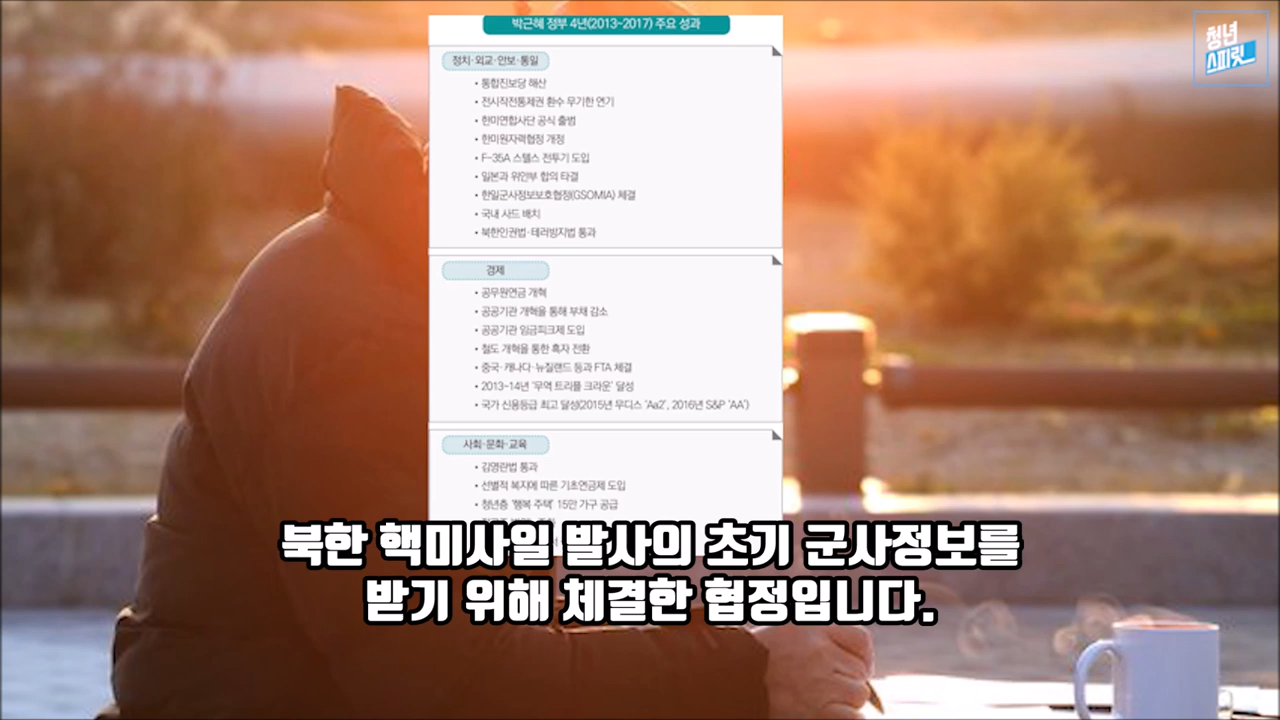 박근혜 정부 4년(2013~2017) 주요 성과
청년
스피릿
정치·외교·안보·통일
• 통합진보당 해산
• 전시작전통제권 환수 무기한 연기
• 한미연합사단 공식 출범
• 한미원자력협정 개정
• F-35A 스텔스 전투기 도입
• 일본과 위안부 합의 타결
• 한일군사정보보호협정(GSOMIA) 체결
• 국내 사드 배치
• 북한인권법·테러방지법 통과
경제
• 공무원연금 개혁
• 공공기관 개혁을 통해 부채 감소
• 공공기관 임금피크제 도입
• 철도 개혁을 통한 흑자 전환
• 중국·캐나다·뉴질랜드 등과 FTA 체결
• 2013~14년 ‘무역 트리플 크라운’ 달성
• 국가 신용등급 최고 달성(2015년 무디스 ‘Aa2’, 2016년 S&P ‘AA’)
사회·문화·교육
• 김영란법 통과
• 선별적 복지에 따른 기초연금제 도입
• 청년층 ‘행복 주택’ 15만 가구 공급
북한 핵미사일 발사의 초기 군사정보를
받기 위해 체결한 협정입니다.